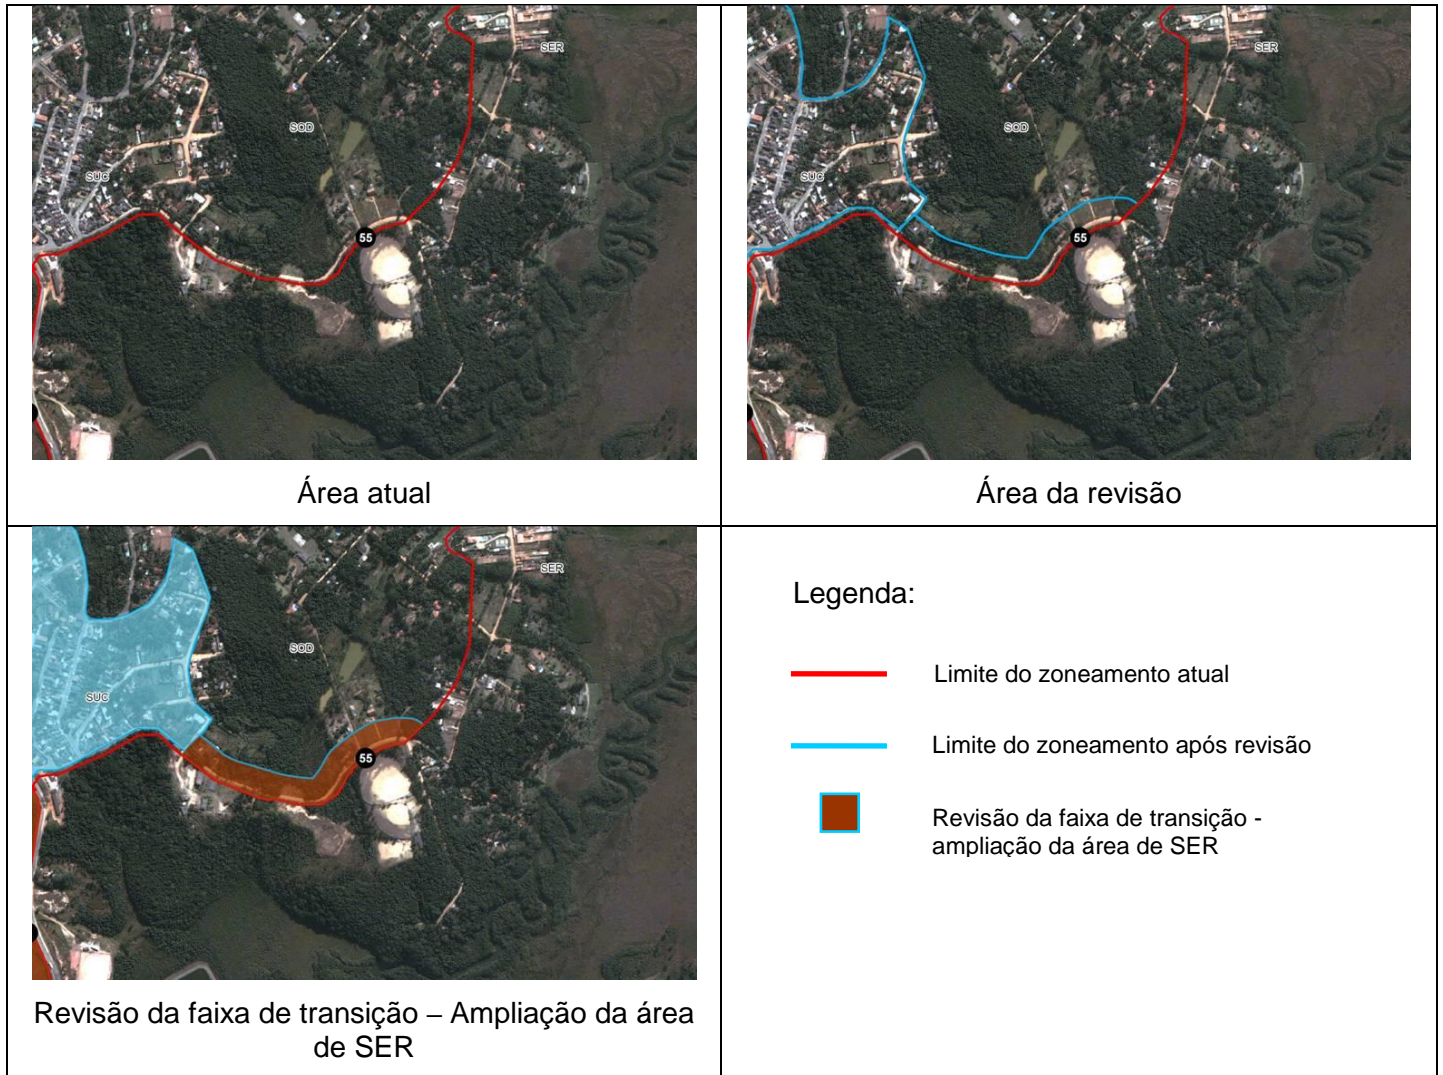 SER
SOD
SUC
55
Área atual
SER
SOD
SUC
55
Área da revisão
SER
SOD
SUC
55
Revisão da faixa de transição – Ampliação da área
de SER
Legenda:
Limite do zoneamento atual
Limite do zoneamento após revisão
Revisão da faixa de transição -
ampliação da área de SER